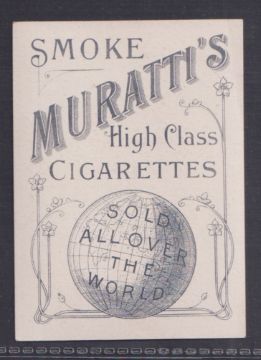 SMOKE
MURATTI'S
High Class
CIGARETTES
SOLD
ALL OVER
THE
WORLD